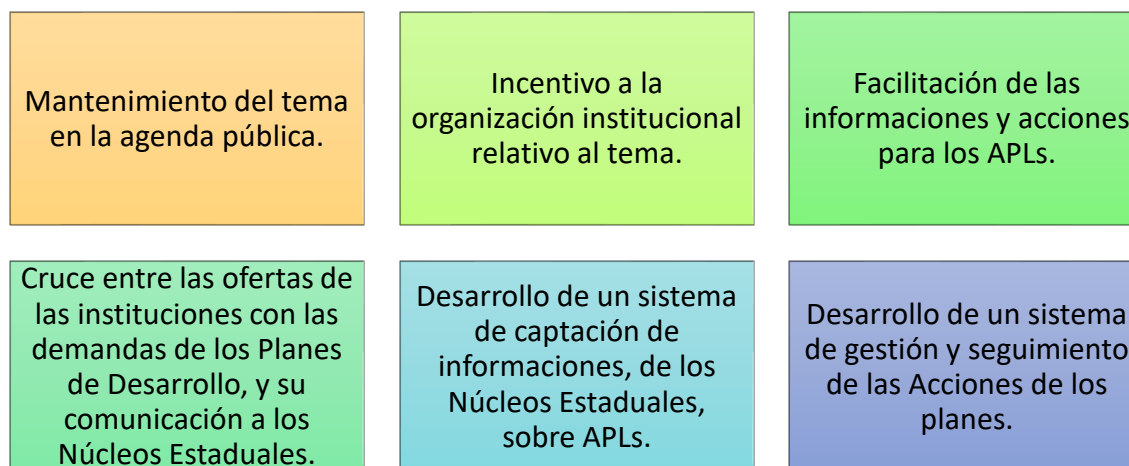 Mantenimiento del tema
en la agenda pública.
Incentivo a la
organización institucional
relativo al tema.
Facilitación de las
informaciones y acciones
para los APLs.
Cruce entre las ofertas de
las instituciones con las
demandas de los Planes
de Desarrollo, y su
comunicación a los
Núcleos Estaduales.
Desarrollo de un sistema
de captación de
informaciones, de los
Núcleos Estaduales,
sobre APLs.
Desarrollo de un sistema
de gestión y seguimiento
de las Acciones de los
planes.